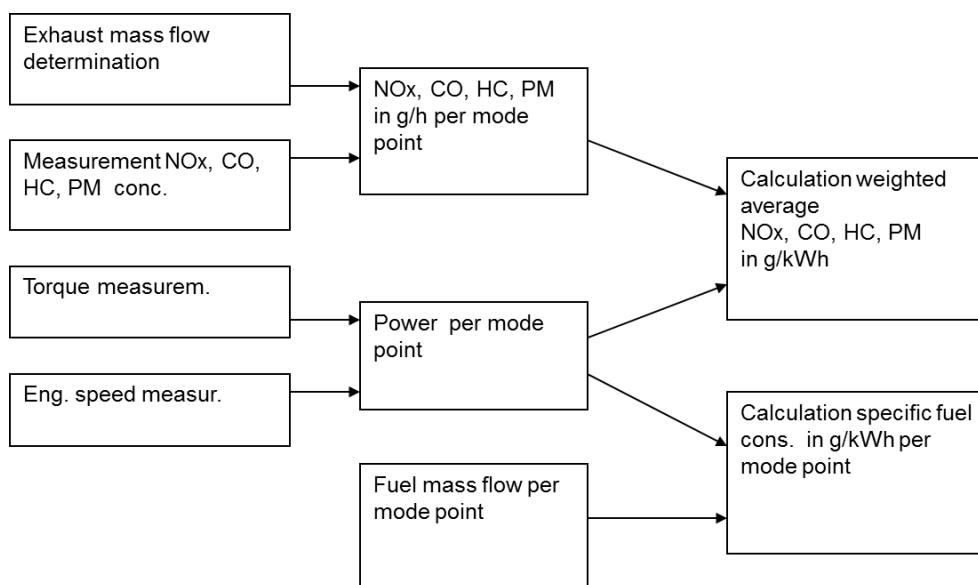 Exhaust mass flow
determination
NOx, CO, HC, PM
in g/h per mode
point
Measurement NOx, CO,
HC, PM conc.
Calculation weighted
average
NOx, CO, HC, PM
in g/kWh
Torque measurem.
Power per mode
point
Eng. speed measur.
Calculation specific fuel
cons. in g/kWh per
mode point
Fuel mass flow per
mode point